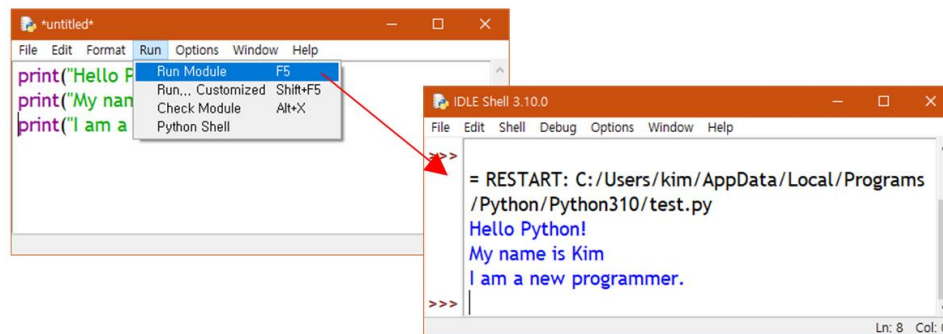 *untitled*
File Edit Format Run Options Window Help
print("Hello P
print("My nan
print("I am a
Run Module F5
Run... Customized Shift+F5
Check Module Alt+X
Python Shell
IDLE Shell 3.10.0
File Edit Shell Debug Options Window Help
>>>
= RESTART: C:/Users/kim/AppData/Local/Programs
/Python/Python310/test.py
Hello Python!
My name is Kim
I am a new programmer.
>>>
Ln: 8 Col: